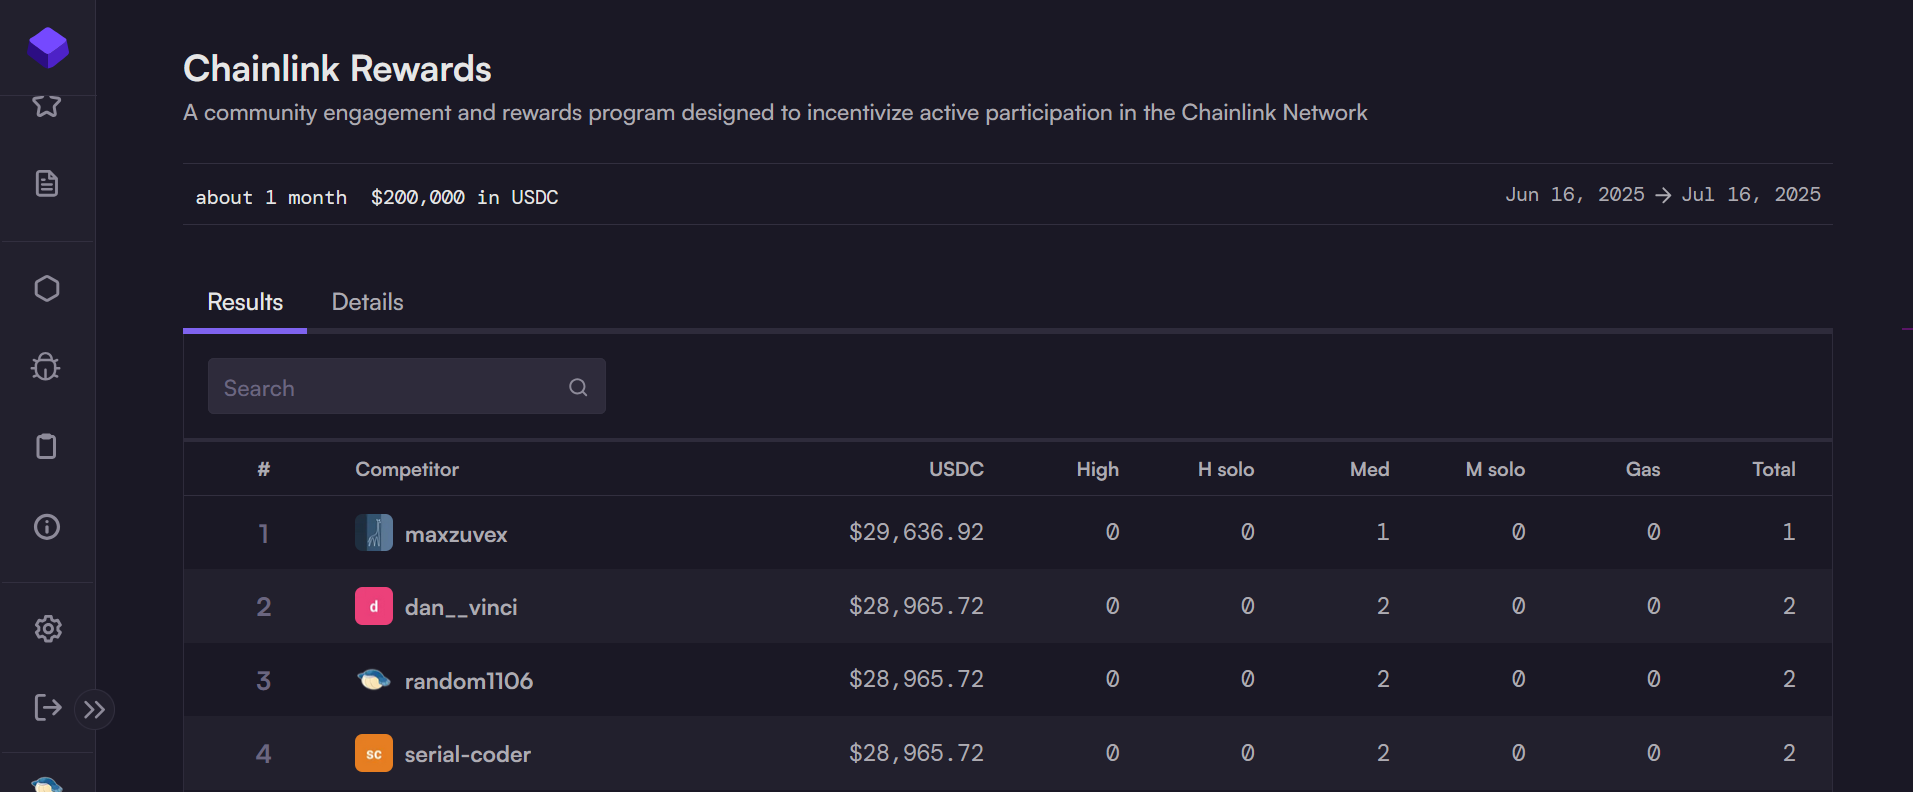 Chainlink Rewards
A community engagement and rewards program designed to incentivize active participation in the Chainlink Network
about 1 month $200,000 in USDC Jun 16, 2025 → Jul 16, 2025
Results Details
Search
# Competitor USDC High H solo Med M solo Gas Total
1 maxzuvex $29,636.92 0 0 1 0 0 1
2 d dan__vinci $28,965.72 0 0 2 0 0 2
3 random1106 $28,965.72 0 0 2 0 0 2
4 sc serial-coder $28,965.72 0 0 2 0 0 2